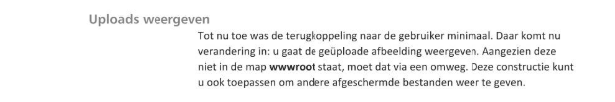 Uploads weergeven
Tot nu toe was de terugkoppeling naar de gebruiker minimaal. Daar komt nu
verandering in: u gaat de geüploade afbeelding weergeven. Aangezien deze
niet in de map wwwroot staat, moet dat via een omweg. Deze constructie kunt
u ook toepassen om andere afgeschermde bestanden weer te geven.